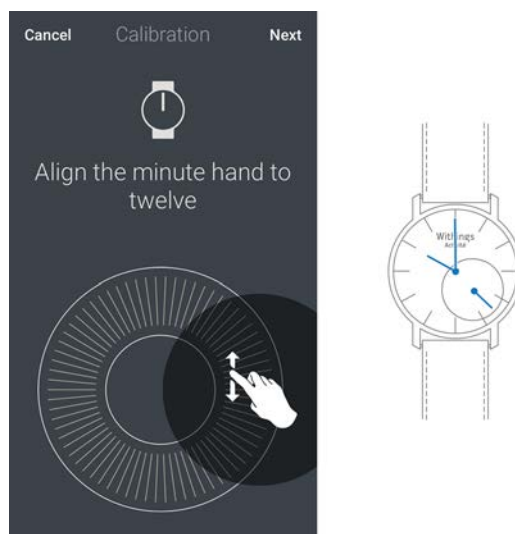 Cancel Calibration Next
Align the minute hand to
twelve
Withings
Activité